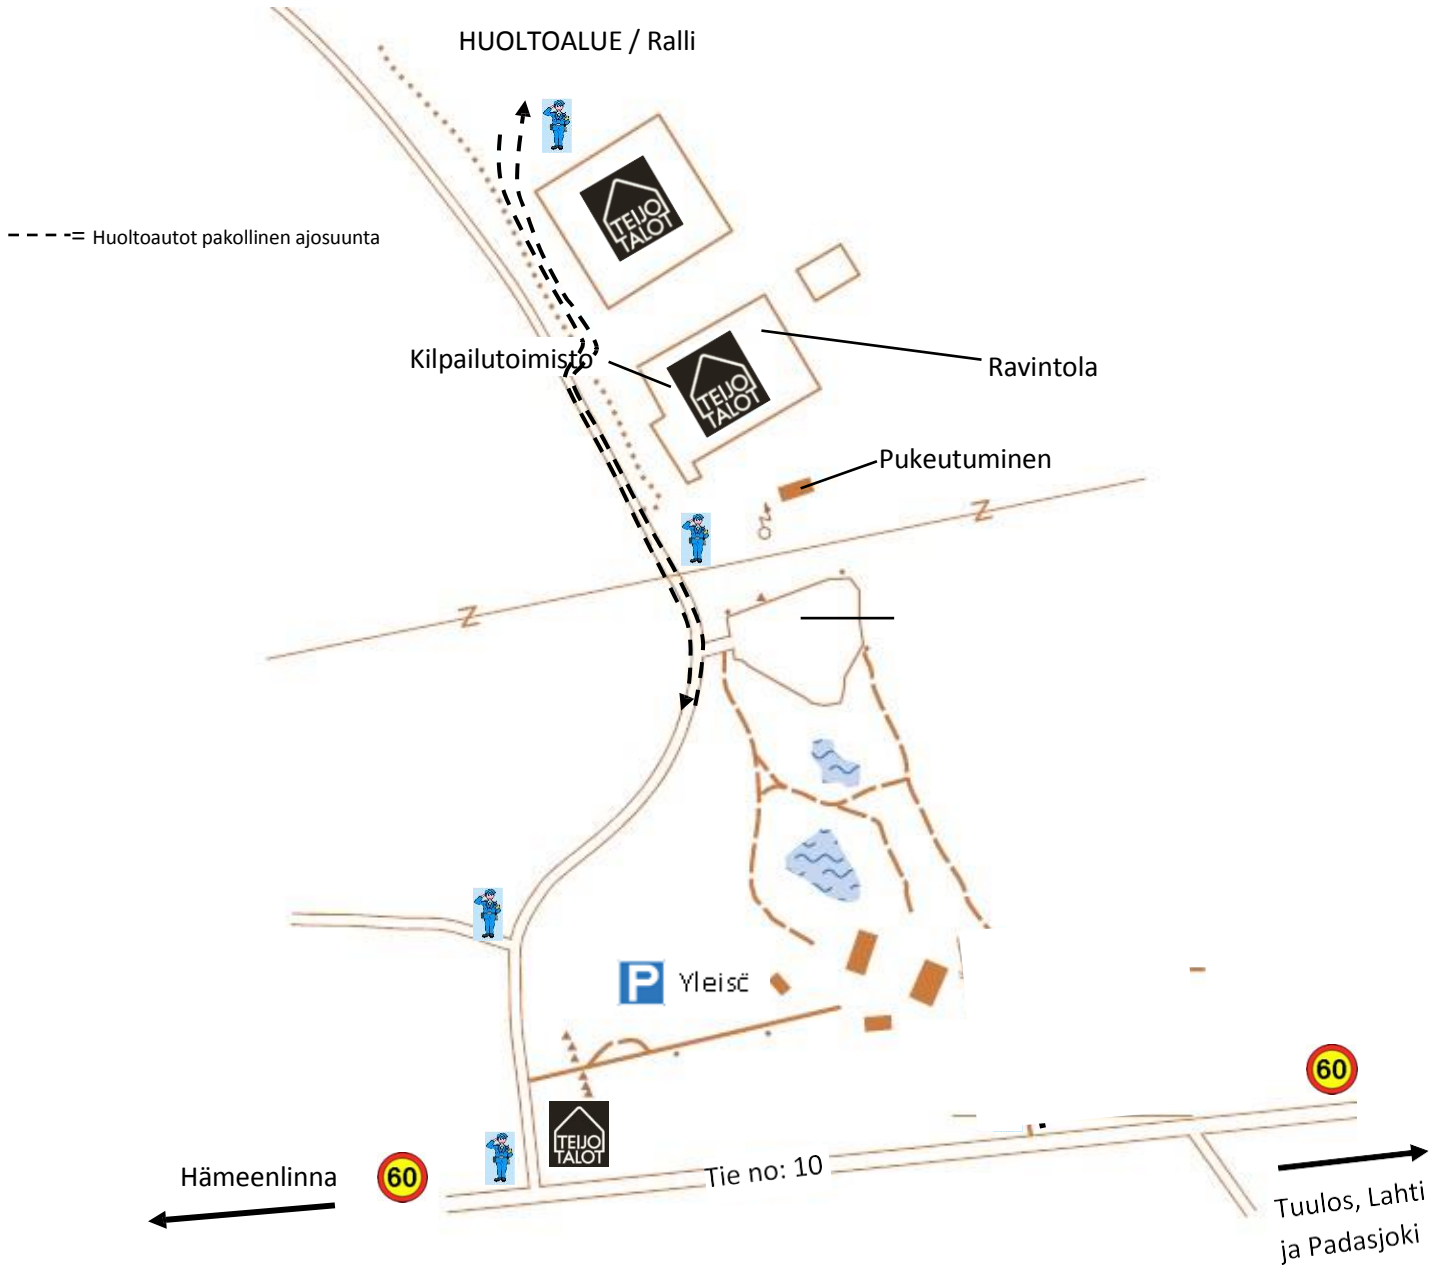 HUOLTOALUE / Ralli
TEIJO
TALOT
= Huoltoautot pakollinen ajosuunta
Kilpailutoimisto
TEIJO
TALOT
Ravintola
Pukeutuminen
Z
Z
P Yleisč
60
TEIJO
TALOT
Hämeenlinna
60
Tie no: 10
Tuulos, Lahti
ja Padasjoki